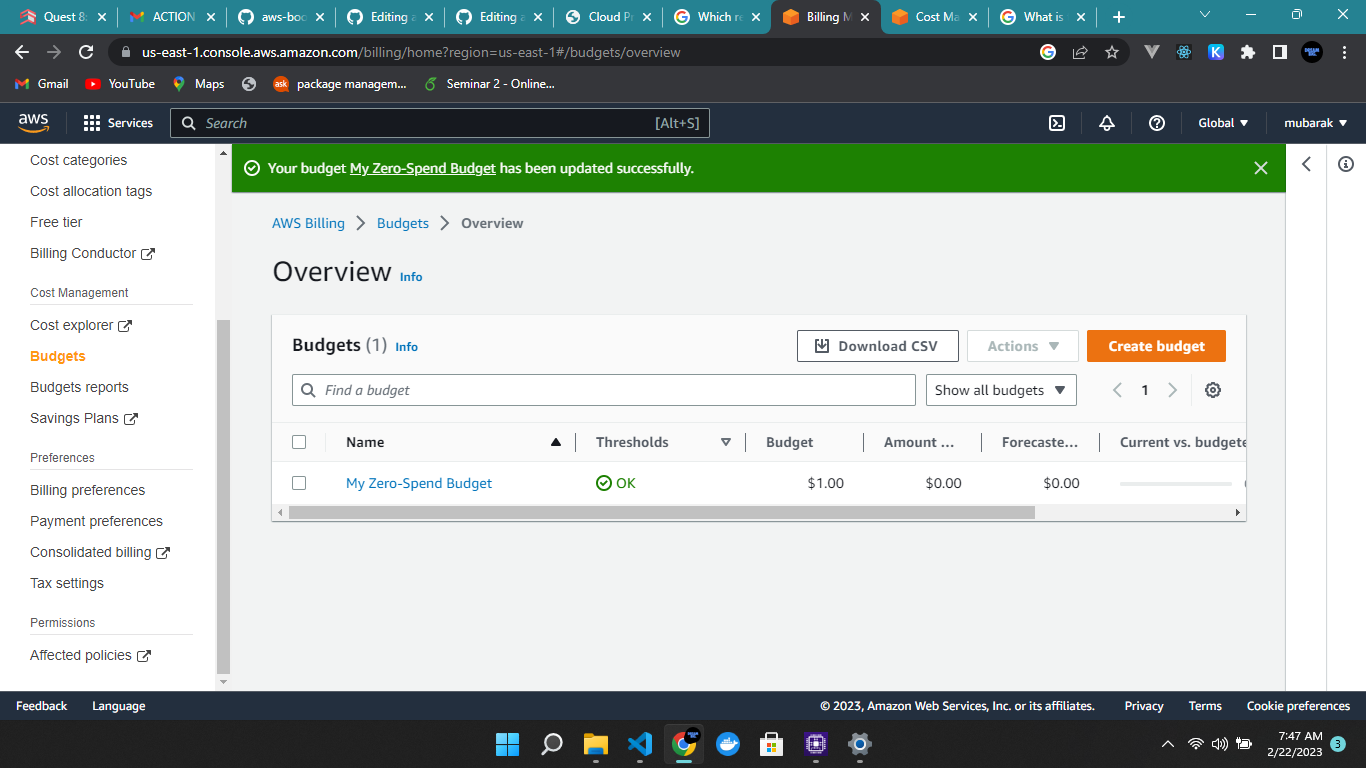 Quest 8:
ACTION
aws-boo
Editing a
Editing a
Cloud Pr
Which re
Billing M
Cost Ma
What is
us-east-1.console.aws.amazon.com/billing/home?region=us-east-1#/budgets/overview
Gmail
YouTube
Maps
ask
package managem...
Seminar 2 - Online...
aws
Services
Search
[Alt+S]
Global
mubarak
Cost categories
Cost allocation tags
Free tier
Billing Conductor
Cost Management
Cost explorer
Budgets
Budgets reports
Savings Plans
Preferences
Billing preferences
Payment preferences
Consolidated billing
Tax settings
Permissions
Affected policies
Your budget My Zero-Spend Budget has been updated successfully.
AWS Billing
Budgets
Overview
Overview Info
Budgets (1) Info
Download CSV
Actions
Create budget
Find a budget
Show all budgets
1
Name
Thresholds
Budget
Amount ...
Forecaste...
Current vs. budgete
My Zero-Spend Budget
OK
$1.00
$0.00
$0.00
Feedback
Language
© 2023, Amazon Web Services, Inc. or its affiliates.
Privacy
Terms
Cookie preferences
7:47 AM
2/22/2023
3